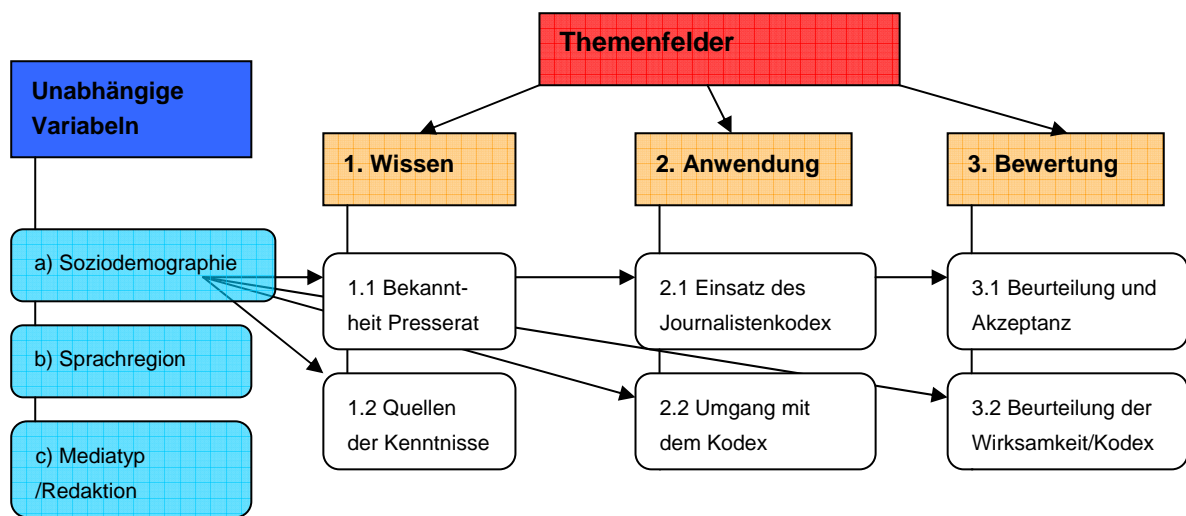 Themenfelder
Unabhängige
Variabeln
1. Wissen
2. Anwendung
3. Bewertung
a) Soziodemographie
1.1 Bekannt-
heit Presserat
2.1 Einsatz des
Journalistenkodex
3.1 Beurteilung und
Akzeptanz
b) Sprachregion
1.2 Quellen
der Kenntnisse
2.2 Umgang mit
dem Kodex
3.2 Beurteilung der
Wirksamkeit/Kodex
c) Mediatyp
/Redaktion